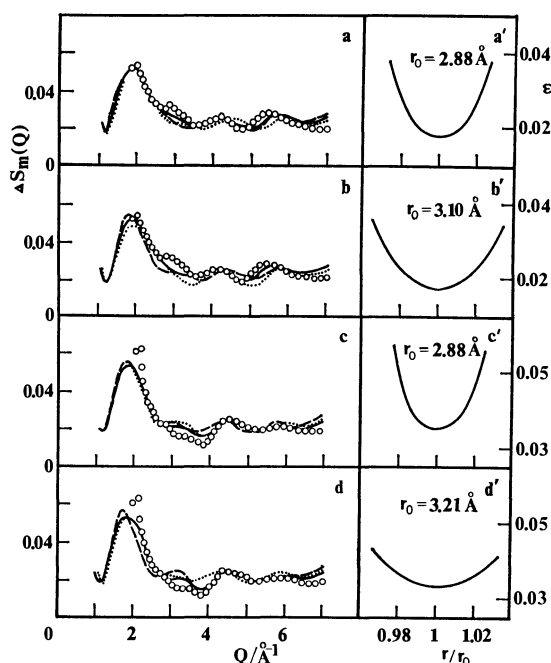 a
a′
r₀ = 2.88 Å
0.04
0.04
0.02
ε
0
ΔSₘ(Q)
b
b′
r₀ = 3.10 Å
0.04
0.04
0.02
0
c
c′
r₀ = 2.88 Å
0.04
0.05
0.03
0
d
d′
r₀ = 3.21 Å
0.04
0.05
0.03
0
0 2 4 6
0.98 1 1.02
Q/Å⁻¹
r/r₀